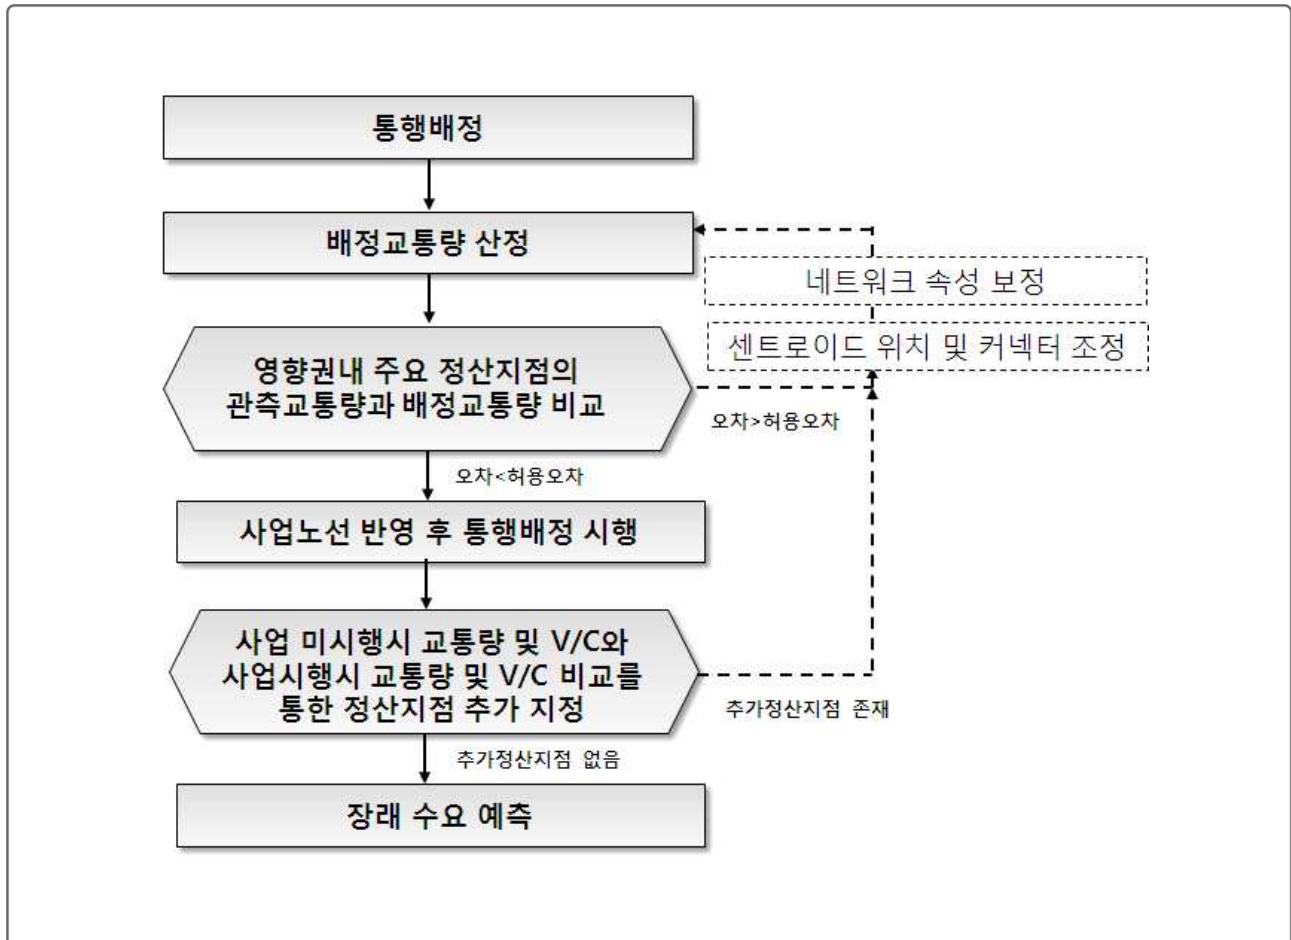 통행배정
배정교통량 산정
네트워크 속성 보정
센트로이드 위치 및 커넥터 조정
영향권내 주요 정산지점의
관측교통량과 배정교통량 비교
오차>허용오차
오차<허용오차
사업노선 반영 후 통행배정 시행
사업 미시행시 교통량 및 V/C와
사업시행시 교통량 및 V/C 비교를
통한 정산지점 추가 지정
추가정산지점 존재
추가정산지점 없음
장래 수요 예측